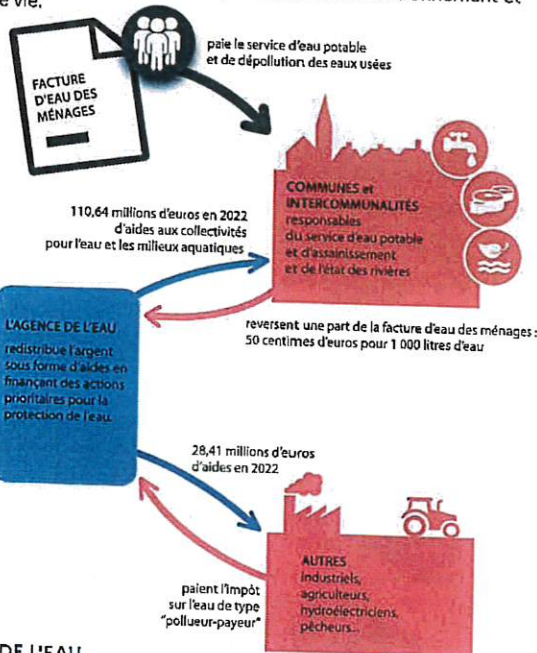 e vie.
onnement et
FACTURE
D'EAU DES
MÉNAGES
paie le service d'eau potable
et de dépollution des eaux usées
COMMUNES et
INTERCOMMUNALITÉS
responsables
du service d'eau potable
et d'assainissement
et de l'état des rivières
110,64 millions d'euros en 2022
d'aides aux collectivités
pour l'eau et les milieux aquatiques
L'AGENCE DE L'EAU
redistribue l'argent
sous forme d'aides en
finançant des actions
prioritaires pour la
protection de l'eau.
reversent une part de la facture d'eau des ménages :
50 centimes d'euros pour 1 000 litres d'eau
28,41 millions d'euros
d'aides en 2022
paient l'impôt
sur l'eau de type
"pollueur-payeur"
AUTRES
industriels,
agriculteurs,
hydroélectriciens,
pêcheurs...
DE L'EAU